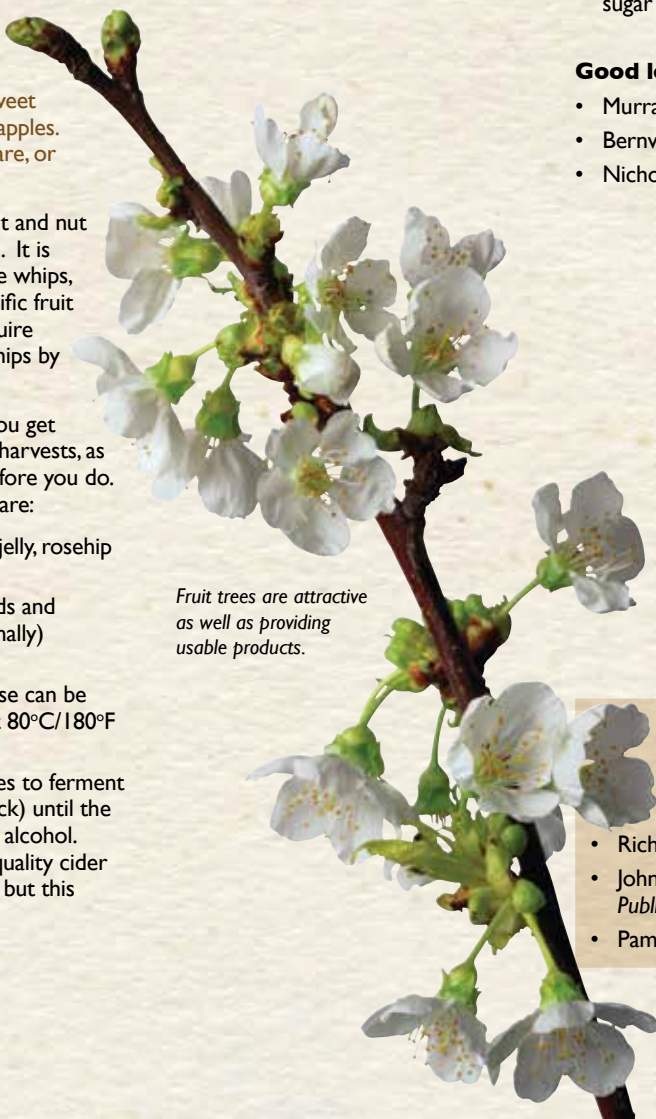 weet
apples.
are, or
t and nut
. It is
e whips,
ific fruit
uire
hips by
ou get
harvests, as
fore you do.
are:
jelly, rosehip
ds and
nally)
se can be
80°C/180°F
es to ferment
ck) until the
alcohol.
quality cider
but this
Fruit trees are attractive
as well as providing
usable products.
sugar
Good l
• Murra
• Bernv
• Nicho
• Rich
• John
Publi
• Pam